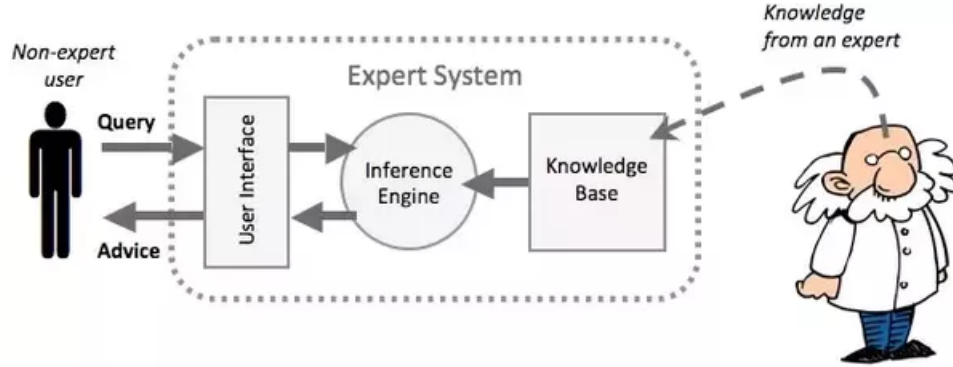 Knowledge
from an expert
Non-expert
user
Expert System
Query
User Interface
Inference
Engine
Knowledge
Base
Advice